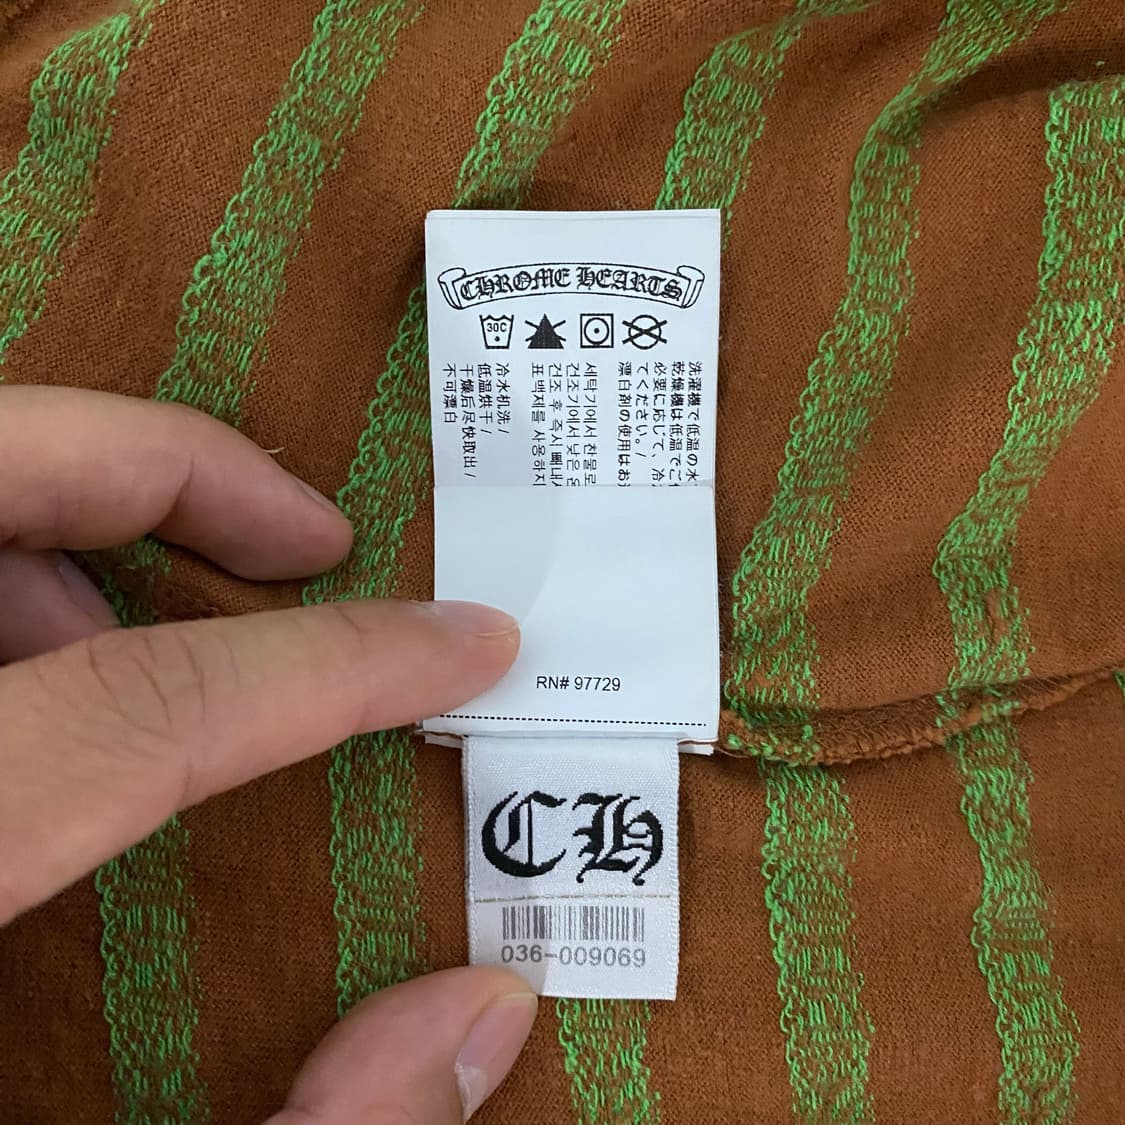 CHROME HEARTS
30C
洗濯機で低温の水
乾燥機は低温でご
必要に応じて、冷
てください。/
漂白剤の使用はお
세탁기에서 찬물로
건조기에서 낮은 온
건조 후 즉시 빼내
표백제를 사용하지
冷水机洗 /
低温烘干 /
干燥后尽快取出 /
不可漂白
RN# 97729
CH
036-009069